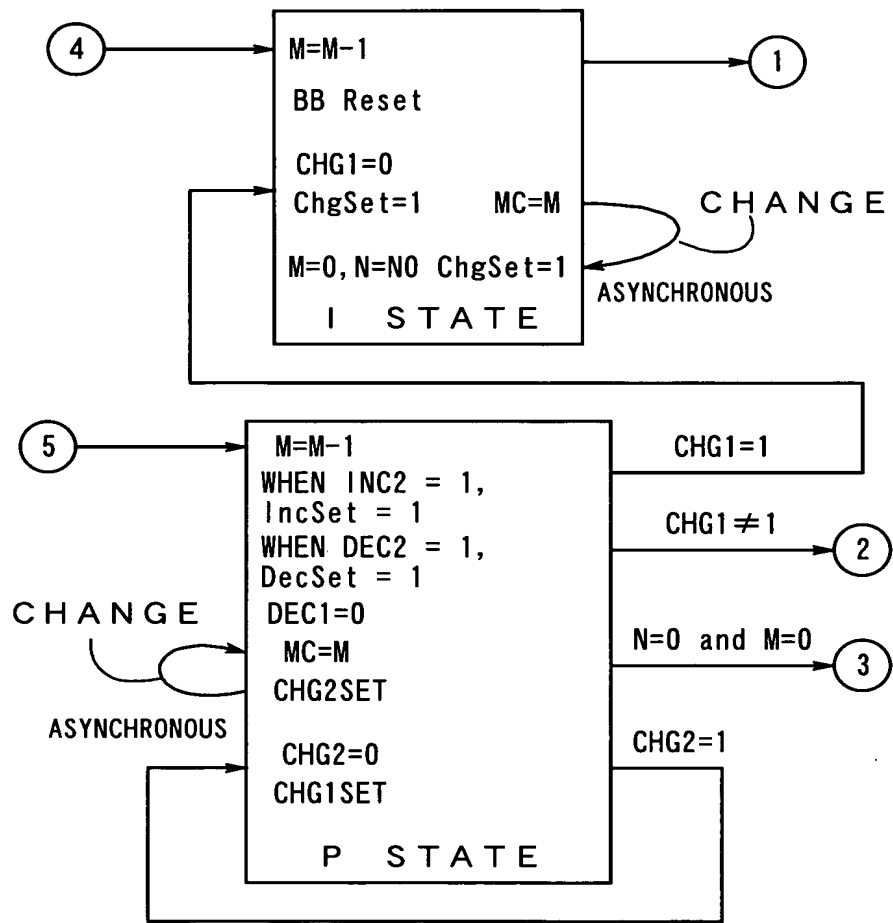 4
M=M-1
1
BB Reset
CHG1=0
ChgSet=1 MC=M
CHANGE
M=0, N=N0 ChgSet=1
ASYNCHRONOUS
I STATE
5
M=M-1
CHG1=1
WHEN INC2 = 1,
IncSet = 1
CHG1≠1
2
WHEN DEC2 = 1,
DecSet = 1
CHANGE
DEC1=0
N=0 and M=0
MC=M
3
CHG2SET
ASYNCHRONOUS
CHG2=1
CHG2=0
CHG1SET
P STATE